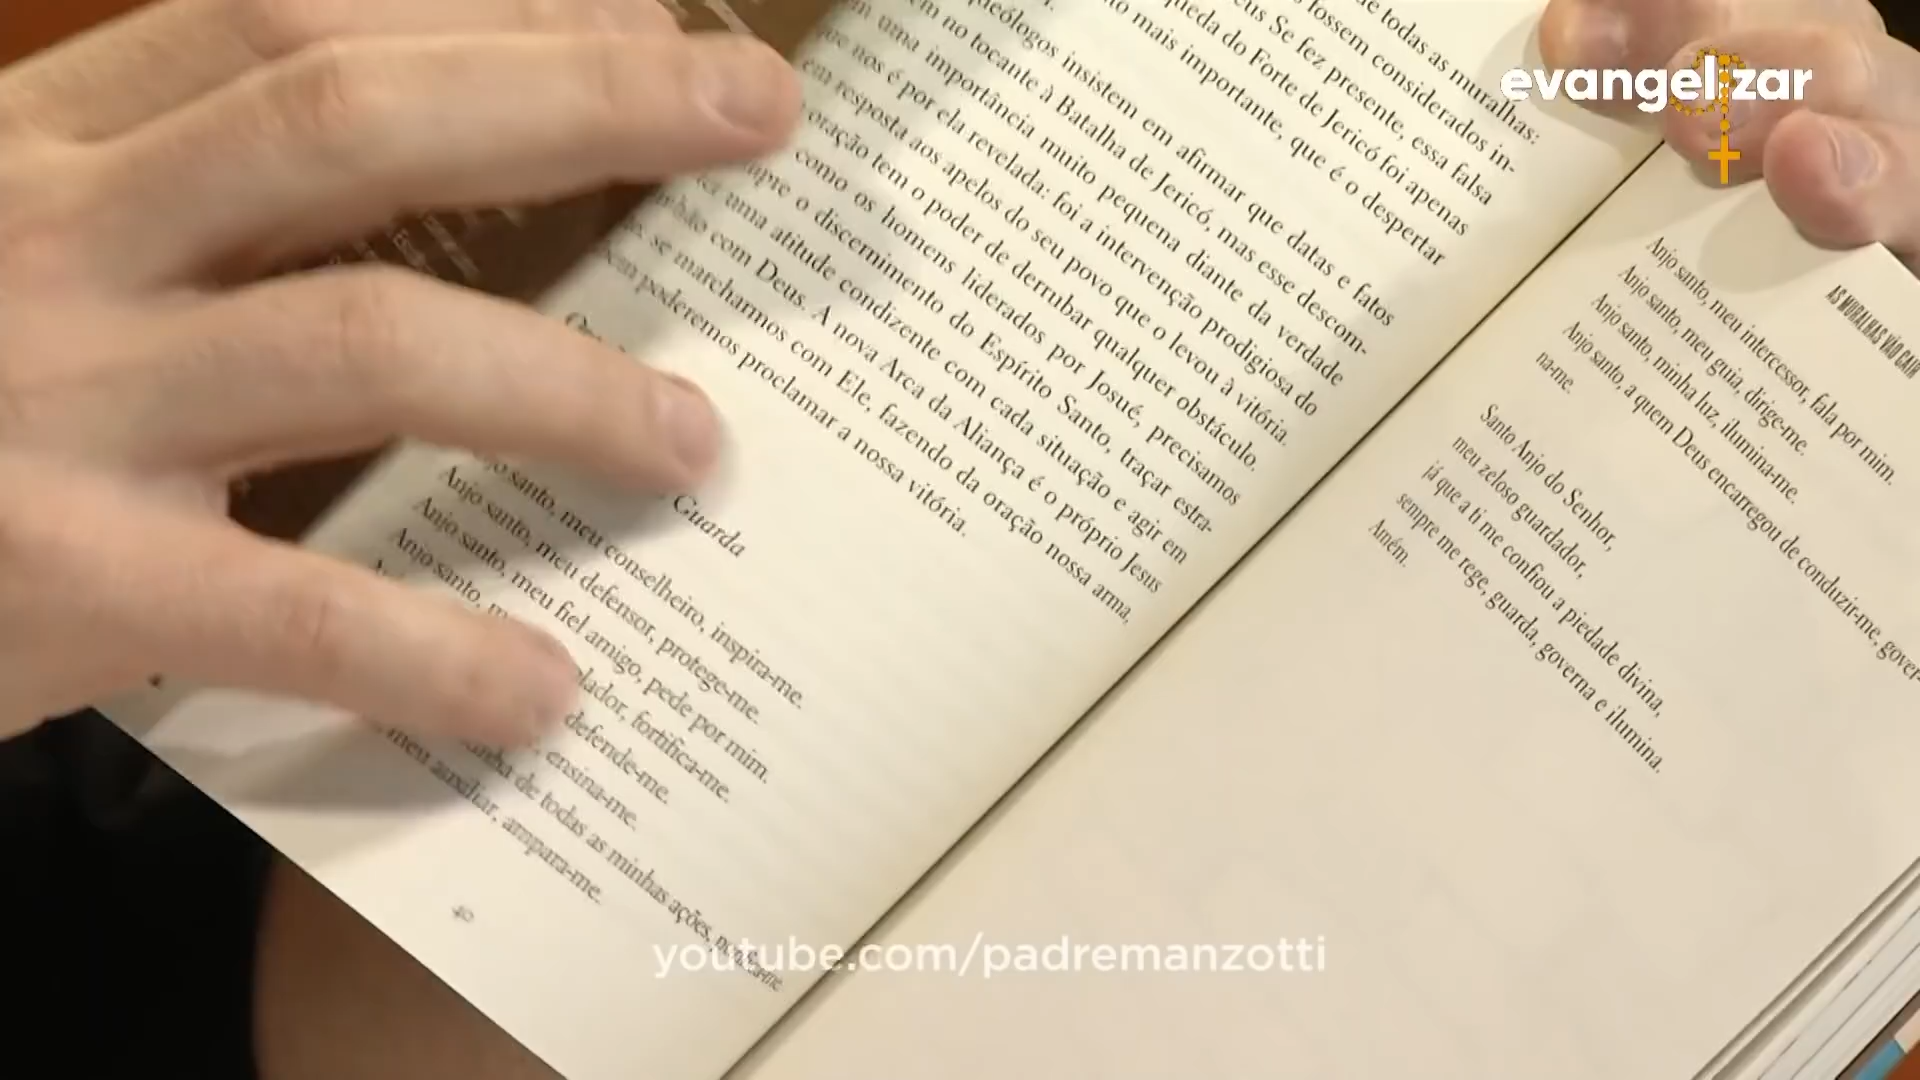 de todas as muralhas:
fossem considerados in-
eus Se fez presente, essa falsa
queda do Forte de Jericó foi apenas
mais importante, que é o despertar
ueólogos insistem em afirmar que datas e fatos
em no tocante à Batalha de Jericó, mas esse descom-
uma importância muito pequena diante da verdade
nos é por ela revelada: foi a intervenção prodigiosa do
em resposta aos apelos do seu povo que o levou à vitória.
oração tem o poder de derrubar qualquer obstáculo.
como os homens liderados por Josué, precisamos
o discernimento do Espírito Santo, traçar estra-
uma atitude condizente com cada situação e agir em
com Deus. A nova Arca da Aliança é o próprio Jesus
se marcharmos com Ele, fazendo da oração nossa arma,
poderemos proclamar a nossa vitória.
Guarda
santo, meu conselheiro, inspira-me.
Anjo santo, meu defensor, protege-me.
Anjo santo, meu fiel amigo, pede por mim.
Anjo santo, lador, fortifica-me.
defende-me.
ensina-me.
de todas as minhas ações,
meu auxiliar, ampara-me.
40
AS MURALHAS VÃO CAIR
Anjo santo, meu intercessor, fala por mim.
Anjo santo, meu guia, dirige-me.
Anjo santo, minha luz, ilumina-me.
Anjo santo, a quem Deus encarregou de conduzir-me, gover-
na-me.
Santo Anjo do Senhor,
meu zeloso guardador,
já que a ti me confiou a piedade divina,
sempre me rege, guarda, governa e ilumina.
Amém.
evangelizar
youtube.com/padremanzotti